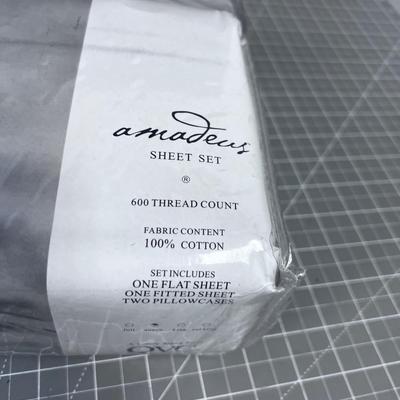 amadeus
SHEET SET
®
600 THREAD COUNT
FABRIC CONTENT
100% COTTON
SET INCLUDES
ONE FLAT SHEET
ONE FITTED SHEET
TWO PILLOWCASES